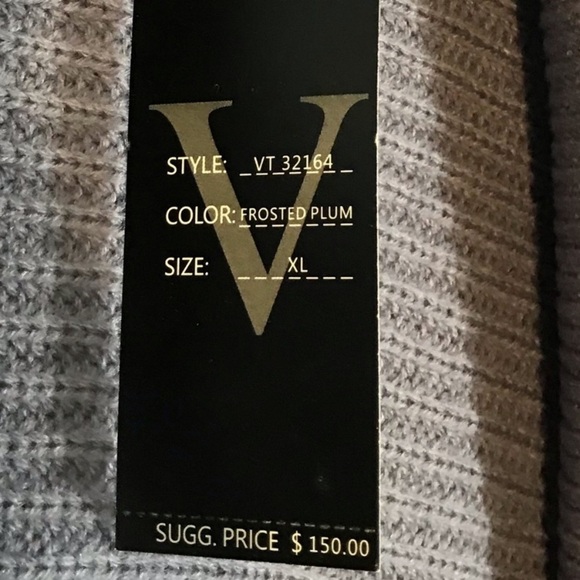 V
STYLE: VT 32164
COLOR: FROSTED PLUM
SIZE: XL
SUGG. PRICE $ 150.00